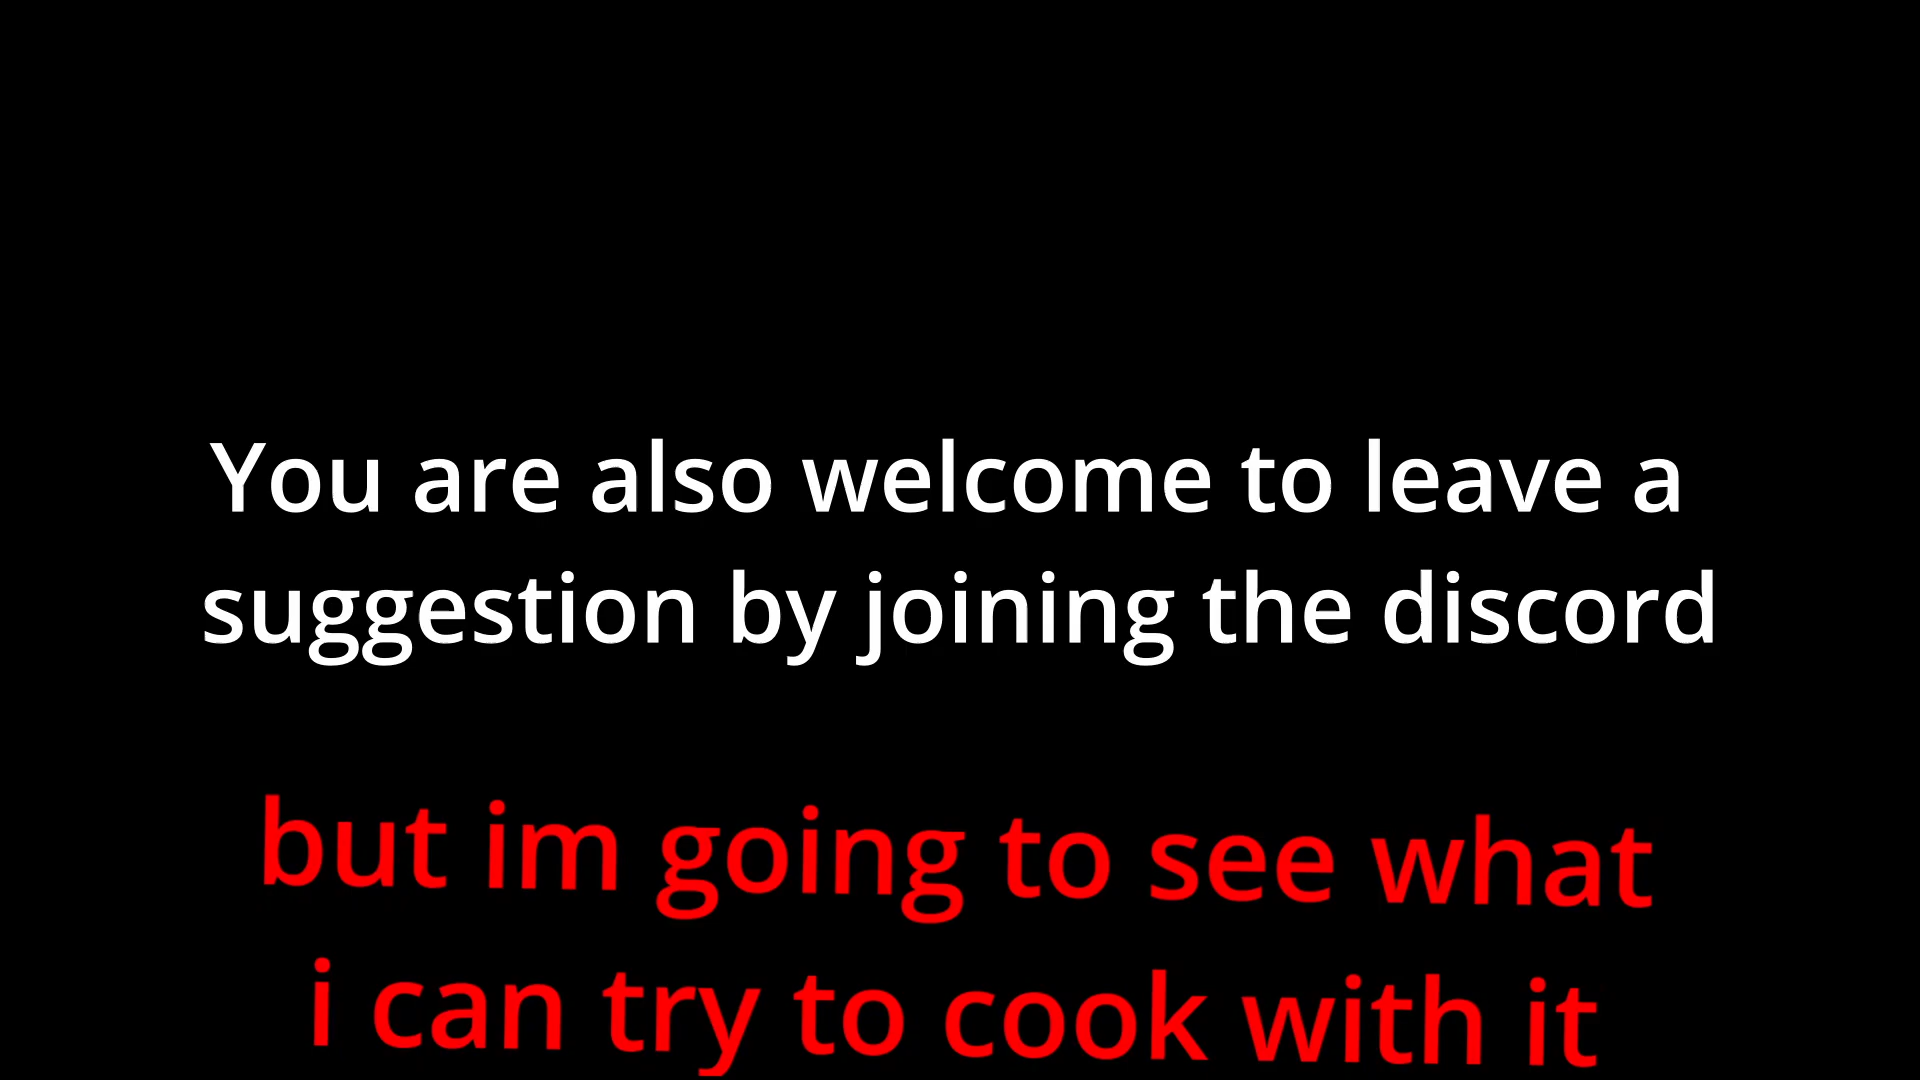 You are also welcome to leave a
suggestion by joining the discord
but im going to see what
i can try to cook with it